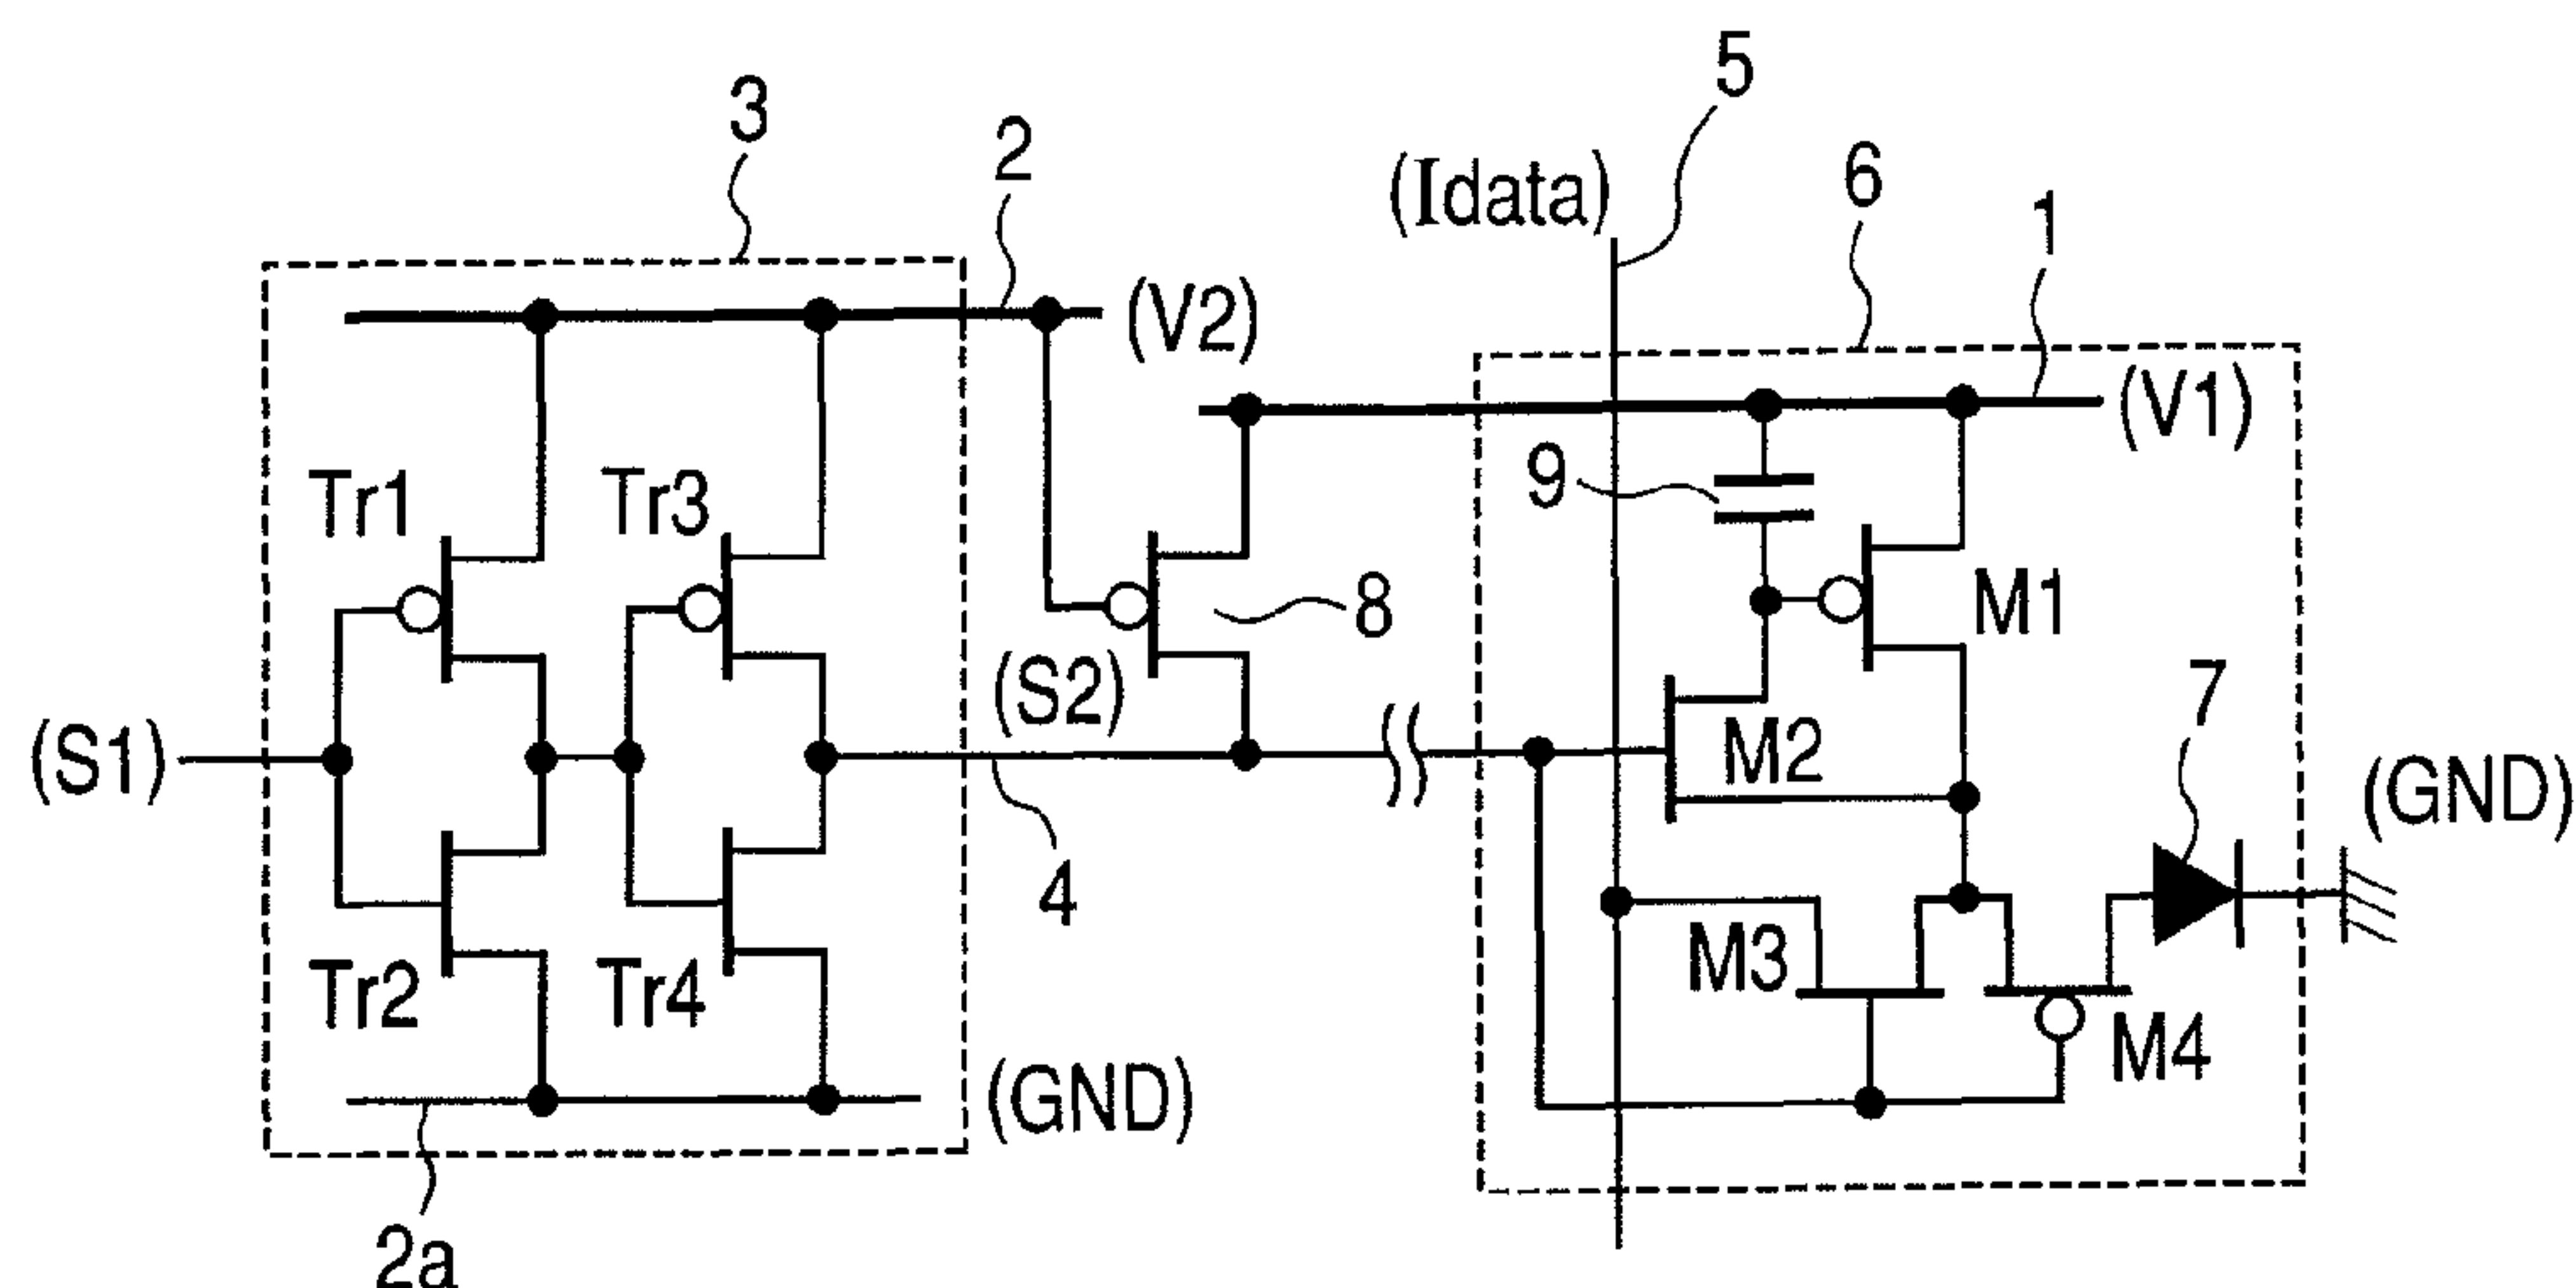 5
3
2
(Idata)
6
1
(V2)
(V1)
9
Tr1
Tr3
8
M1
(S2)
7
(S1)
M2
(GND)
4
M3
Tr2
Tr4
M4
(GND)
2a